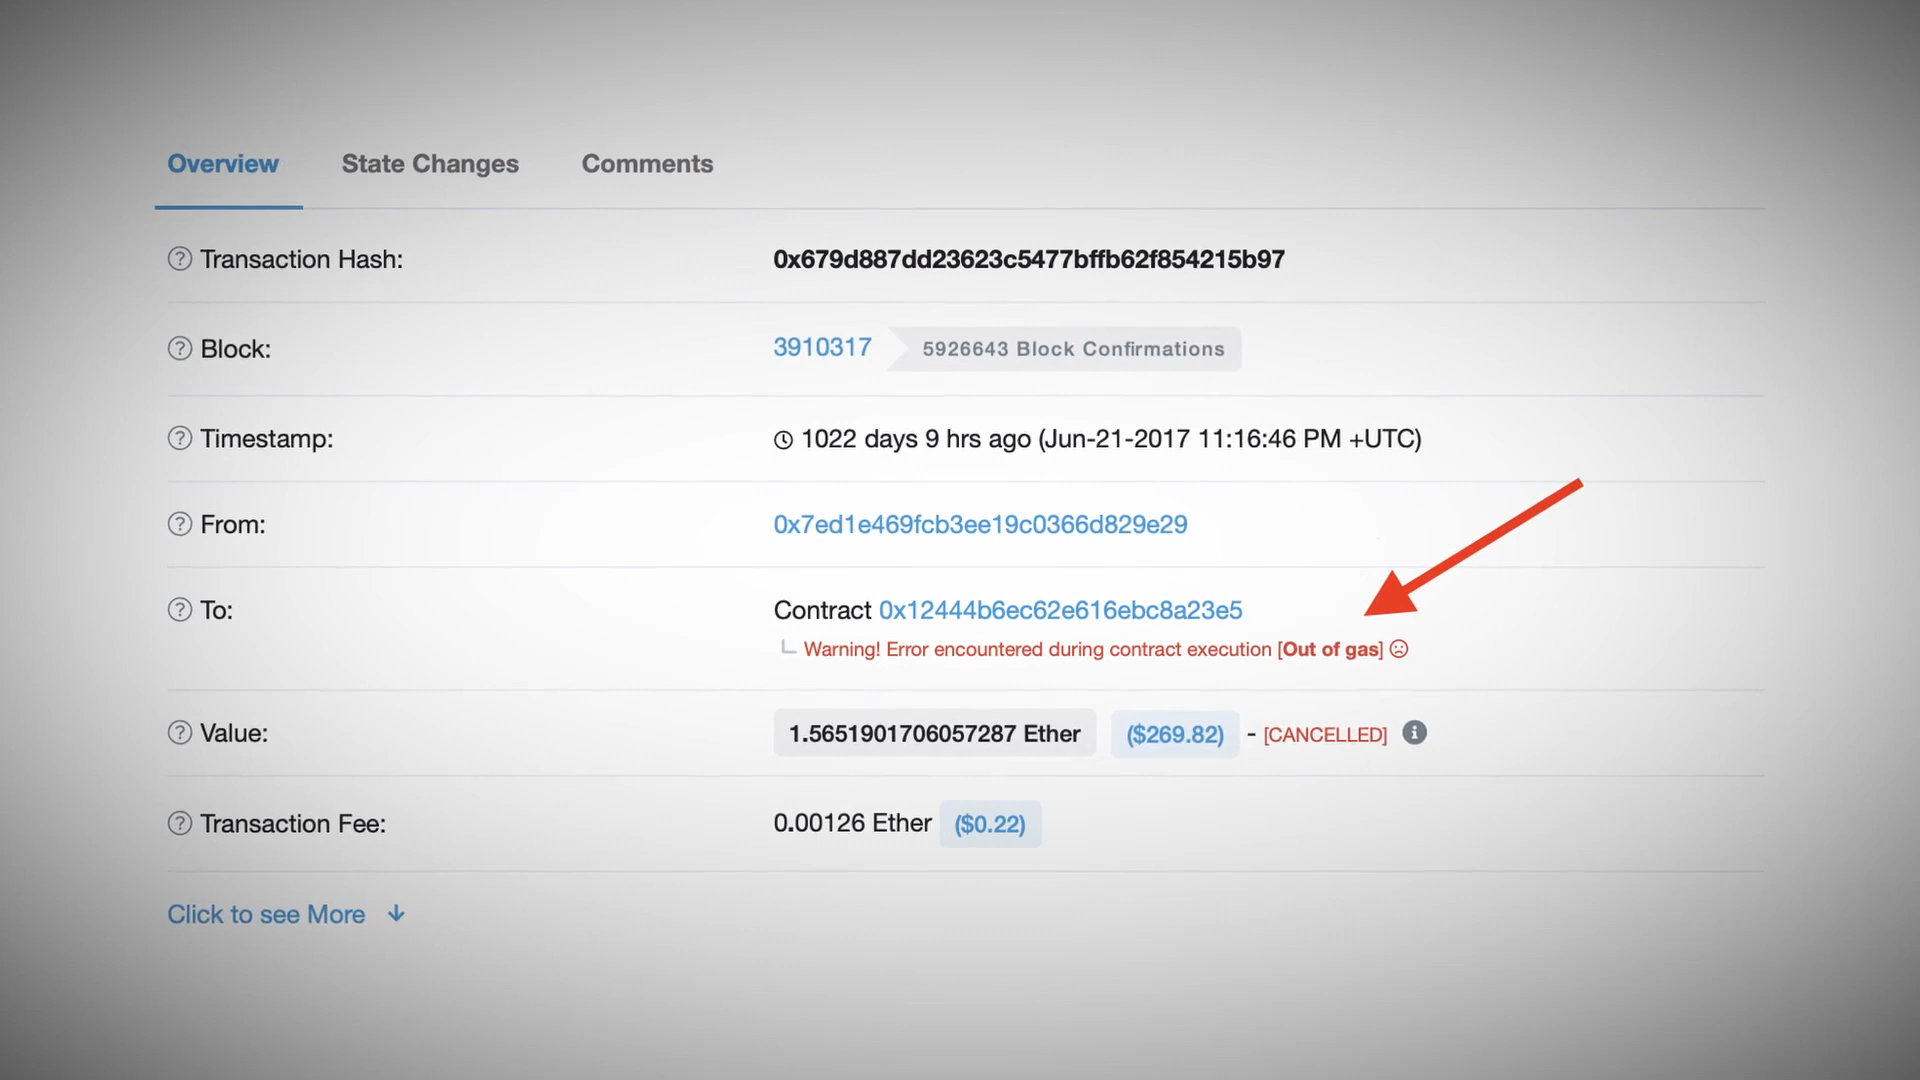 Overview State Changes Comments
Transaction Hash: 0x679d887dd23623c5477bffb62f854215b97
Block: 3910317 5926643 Block Confirmations
Timestamp: 1022 days 9 hrs ago (Jun-21-2017 11:16:46 PM +UTC)
From: 0x7ed1e469fcb3ee19c0366d829e29
To: Contract 0x12444b6ec62e616ebc8a23e5
Warning! Error encountered during contract execution [Out of gas]
Value: 1.5651901706057287 Ether ($269.82) - [CANCELLED]
Transaction Fee: 0.00126 Ether ($0.22)
Click to see More